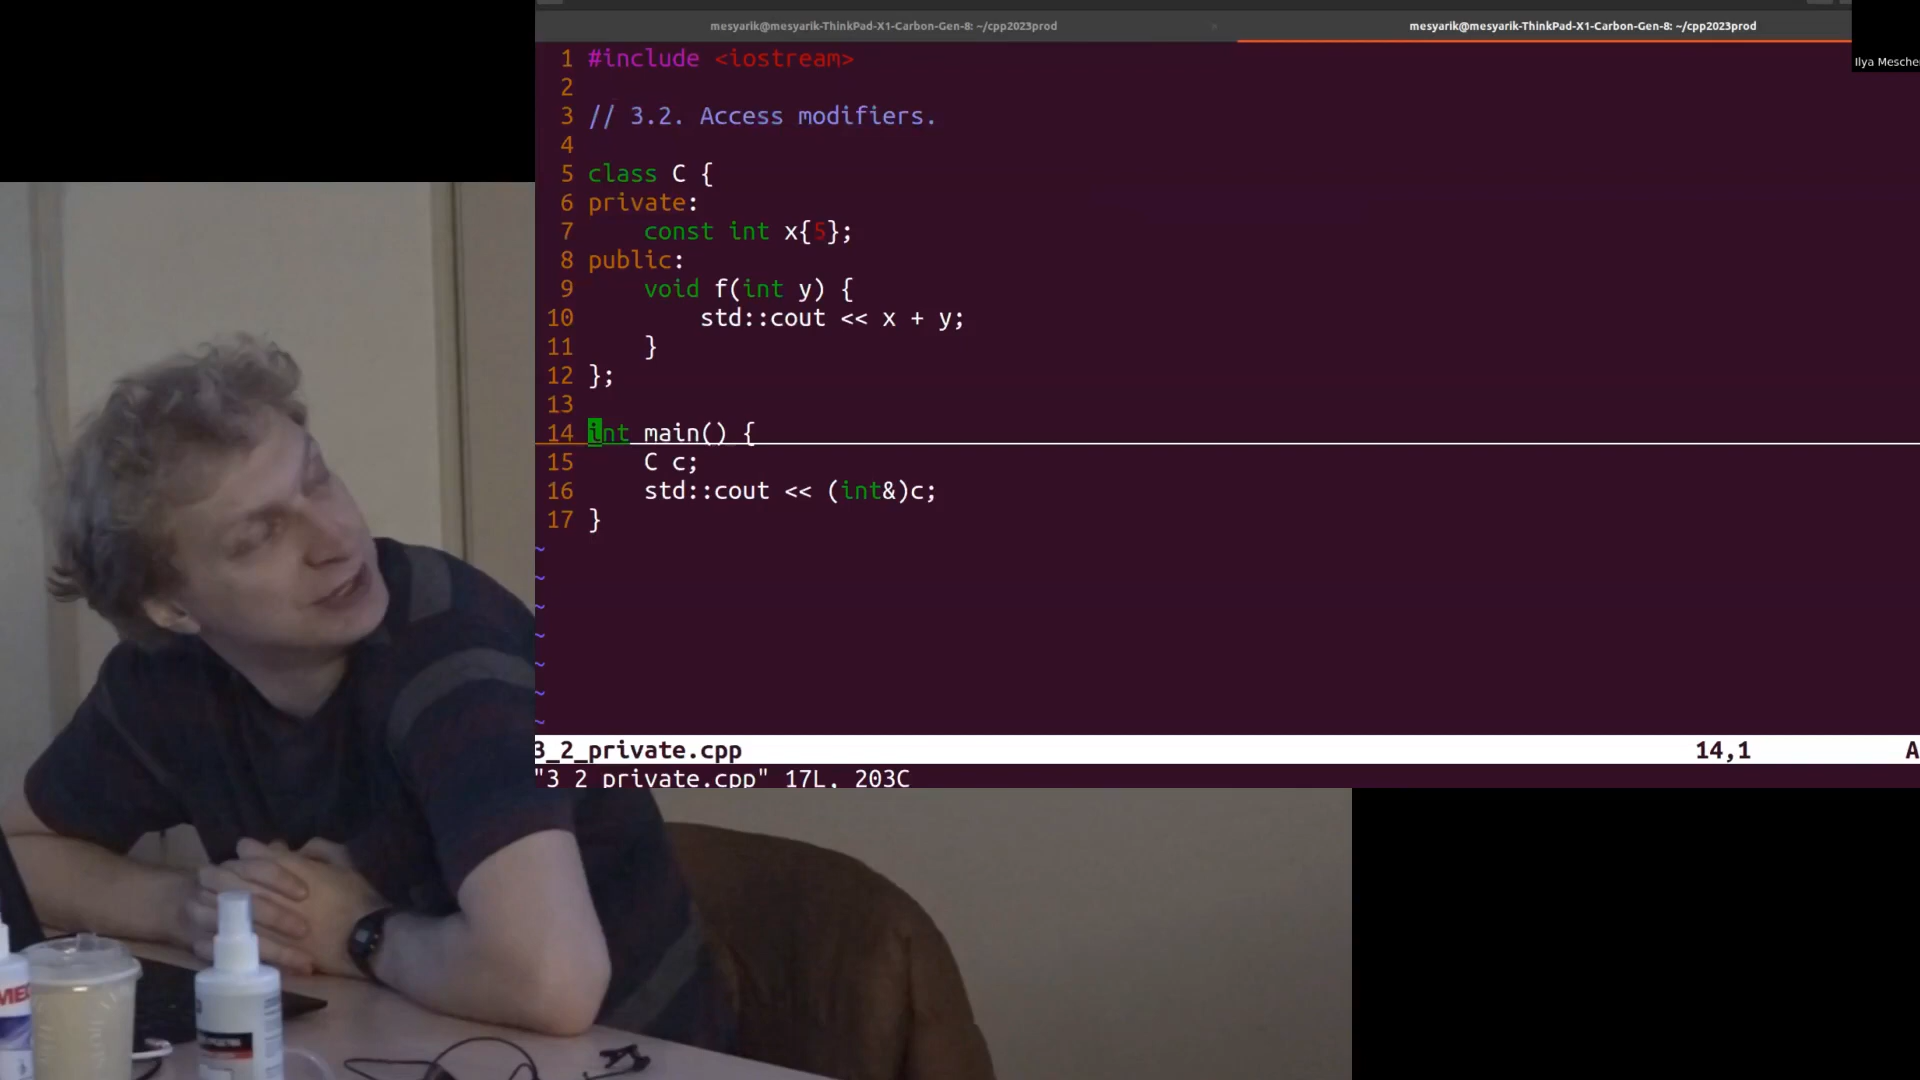 mesyarik@mesyarik-ThinkPad-X1-Carbon-Gen-8: ~/cpp2023prod
mesyarik@mesyarik-ThinkPad-X1-Carbon-Gen-8: ~/cpp2023prod
Ilya Mesche
1 #include <iostream>
2
3 // 3.2. Access modifiers.
4
5 class C {
6 private:
7     const int x{5};
8 public:
9     void f(int y) {
10         std::cout << x + y;
11     }
12 };
13
14 int main() {
15     C c;
16     std::cout << (int&)c;
17 }
~
~
~
~
~
~
~
3_2_private.cpp 14,1 A
"3_2_private.cpp" 17L, 203C